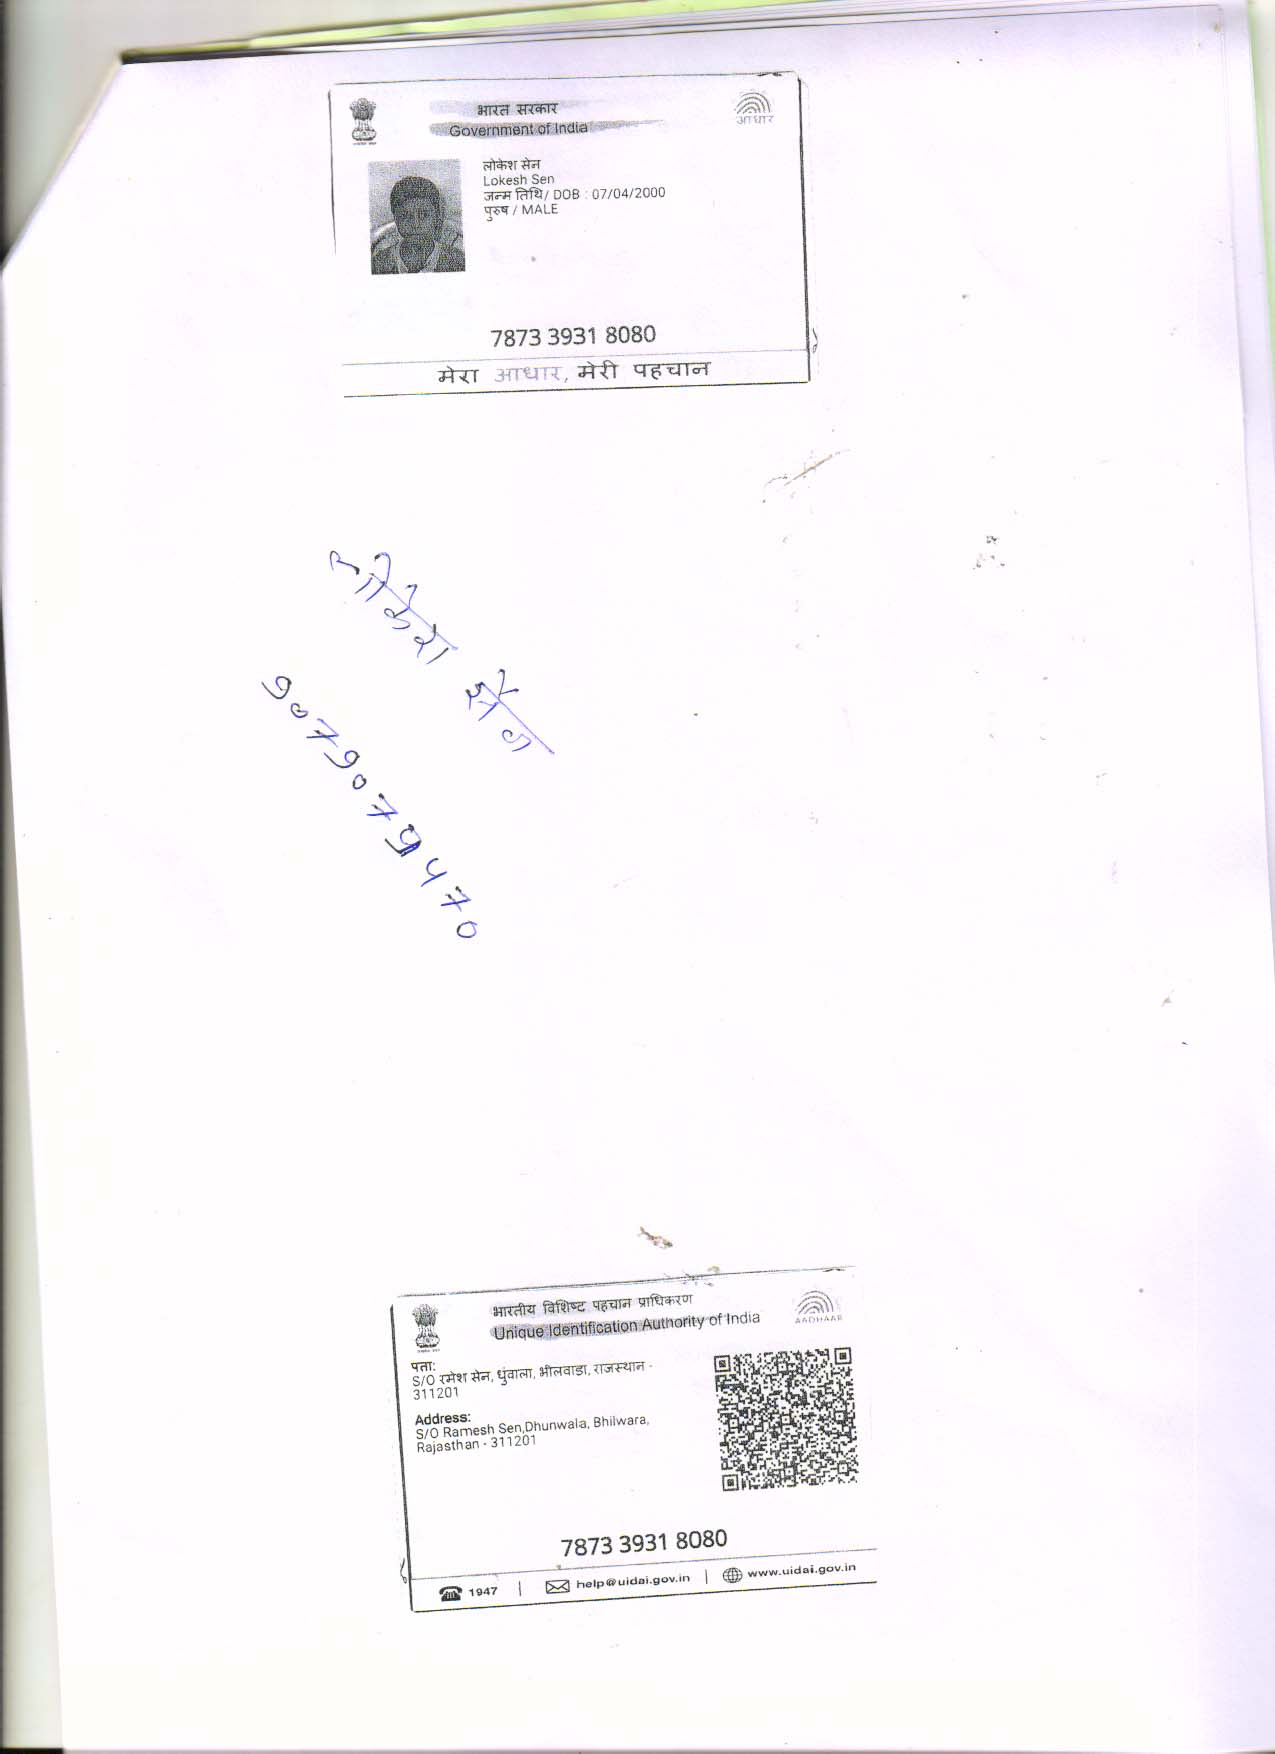 भारत सरकार
Government of India
आधार
लोकेश सेन
Lokesh Sen
जन्म तिथि/ DOB : 07/04/2000
पुरुष / MALE
7873 3931 8080
मेरा आधार, मेरी पहचान
लोकेश सेन
9079079470
भारतीय विशिष्ट पहचान प्राधिकरण
Unique Identification Authority of India
AADHAAR
पता:
S/O रमेश सेन, धुंवाला, भीलवाडा, राजस्थान -
311201
Address:
S/O Ramesh Sen,Dhunwala, Bhilwara,
Rajasthan - 311201
7873 3931 8080
1947 | help@uidai.gov.in | www.uidai.gov.in